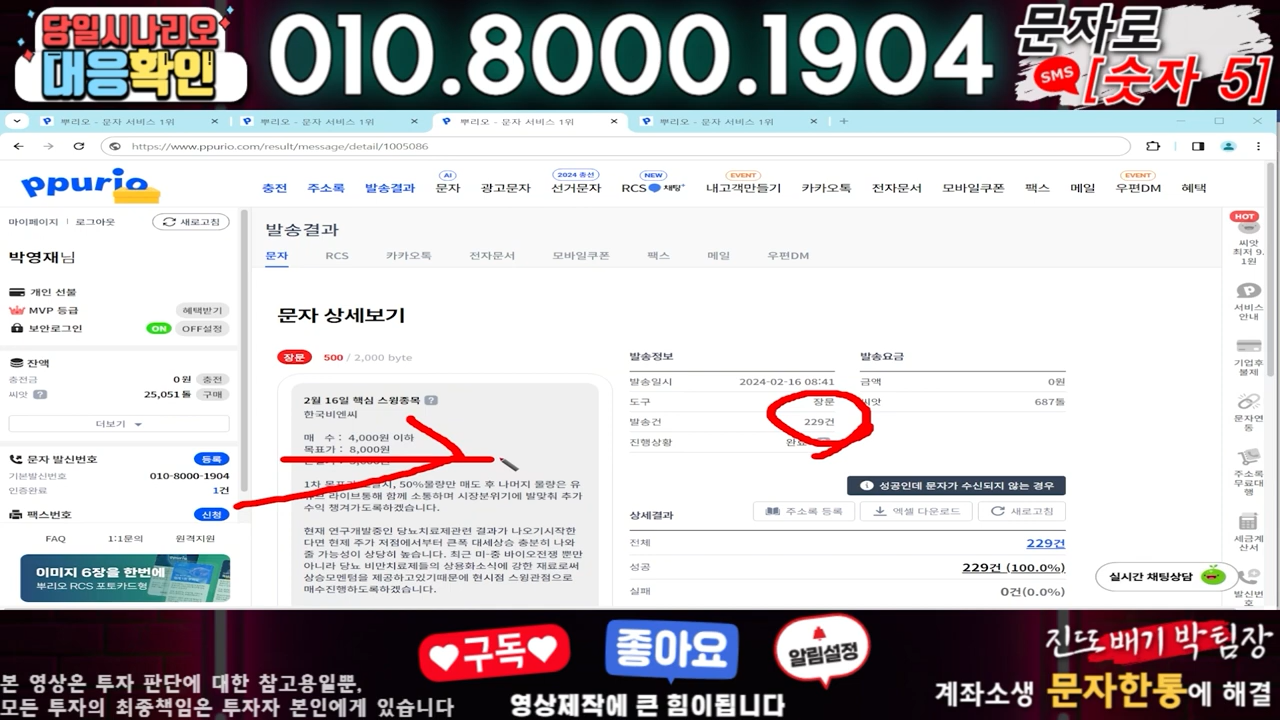 당일시나리오
대응확인
010.8000.1904
문자로
SMS [숫자 5]
뿌리오 - 문자 서비스 1위
뿌리오 - 문자 서비스 1위
뿌리오 - 문자 서비스 1위
뿌리오 - 문자 서비스 1위
https://www.ppurio.com/result/message/detail/1005086
ppurio
AI 2024 총선 NEW EVENT EVENT
충전 주소록 발송결과 문자 광고문자 선거문자 RCS 채팅+ 내고객만들기 카카오톡 전자문서 모바일쿠폰 팩스 메일 우편DM 혜택
마이페이지 | 로그아웃 새로고침
박영재님
개인 선불
MVP 등급 혜택받기
보안로그인 ON OFF설정
잔액
충전금 0원 충전
씨앗 ? 25,051톨 구매
더보기
문자 발신번호 등록
기본발신번호 010-8000-1904
인증완료 1건
팩스번호 신청
FAQ 1:1문의 원격지원
이미지 6장을 한번에
뿌리오 RCS 포토카드형
발송결과
문자 RCS 카카오톡 전자문서 모바일쿠폰 팩스 메일 우편DM
문자 상세보기
장문 500 / 2,000 byte
2월 16일 핵심 스윙종목 ?
한국비엔씨
매 수 : 4,000원 이하
목표가 : 8,000원
1차 목표가 50%물량만 매도 후 나머지 물량은 유
라이브통해 함께 소통하며 시장분위기에 발맞춰 추가
수익 챙겨가도록하겠습니다.
현재 연구개발중인 당뇨치료제관련 결과가 나오기시작한
다면 현제 주가 저점에서부터 큰폭 대세상승 충분히 나와
줄 가능성이 상당히 높습니다. 최근 미·중 바이오전쟁 뿐만
아니라 당뇨 비만치료제들의 상용화소식에 강한 재료로써
상승모멘텀을 제공하고있기때문에 현시점 스윙관점으로
매수진행하도록하겠습니다.
발송정보
발송일시 2024-02-16 08:41
도구 장문
발송건 229건
진행상황
발송요금
금액 0원
씨앗 687톨
성공인데 문자가 수신되지 않는 경우
상세결과 주소록 등록 엑셀 다운로드 새로고침
전체 229건
성공 229건 (100.0%)
실패 0건(0.0%)
실시간 채팅상담
HOT
씨앗
최저 9.
1원
서비스
안내
기업후
불제
문자연
동
주소록
무료대
행
세금계
산서
발신번
호
구독
좋아요
알림설정
영상제작에 큰 힘이됩니다
본 영상은 투자 판단에 대한 참고용일뿐,
모든 투자의 최종책임은 투자자 본인에게 있습니다
진또배기 박팀장
계좌소생 문자한통에 해결